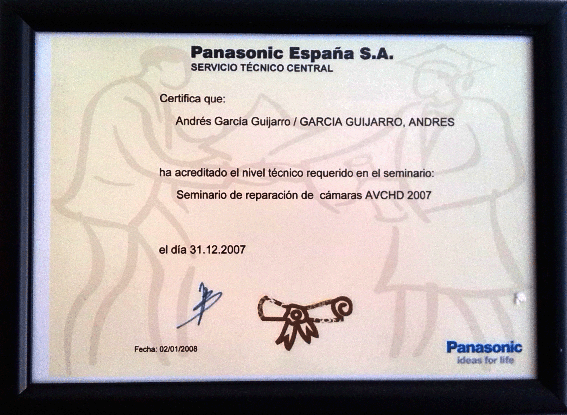 Panasonic España S.A.
SERVICIO TÉCNICO CENTRAL
Certifica que:
Andrés García Guijarro / GARCIA GUIJARRO, ANDRES
ha acreditado el nivel técnico requerido en el seminario:
Seminario de reparación de cámaras AVCHD 2007
el día 31.12.2007
Fecha: 02/01/2008
Panasonic
ideas for life